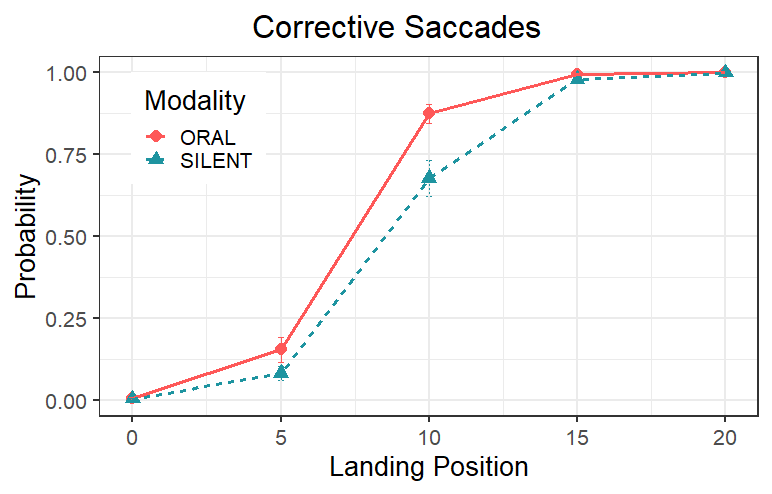 Corrective Saccades
1.00
0.75
0.50
0.25
0.00
Probability
Modality
ORAL
SILENT
0 5 10 15 20
Landing Position